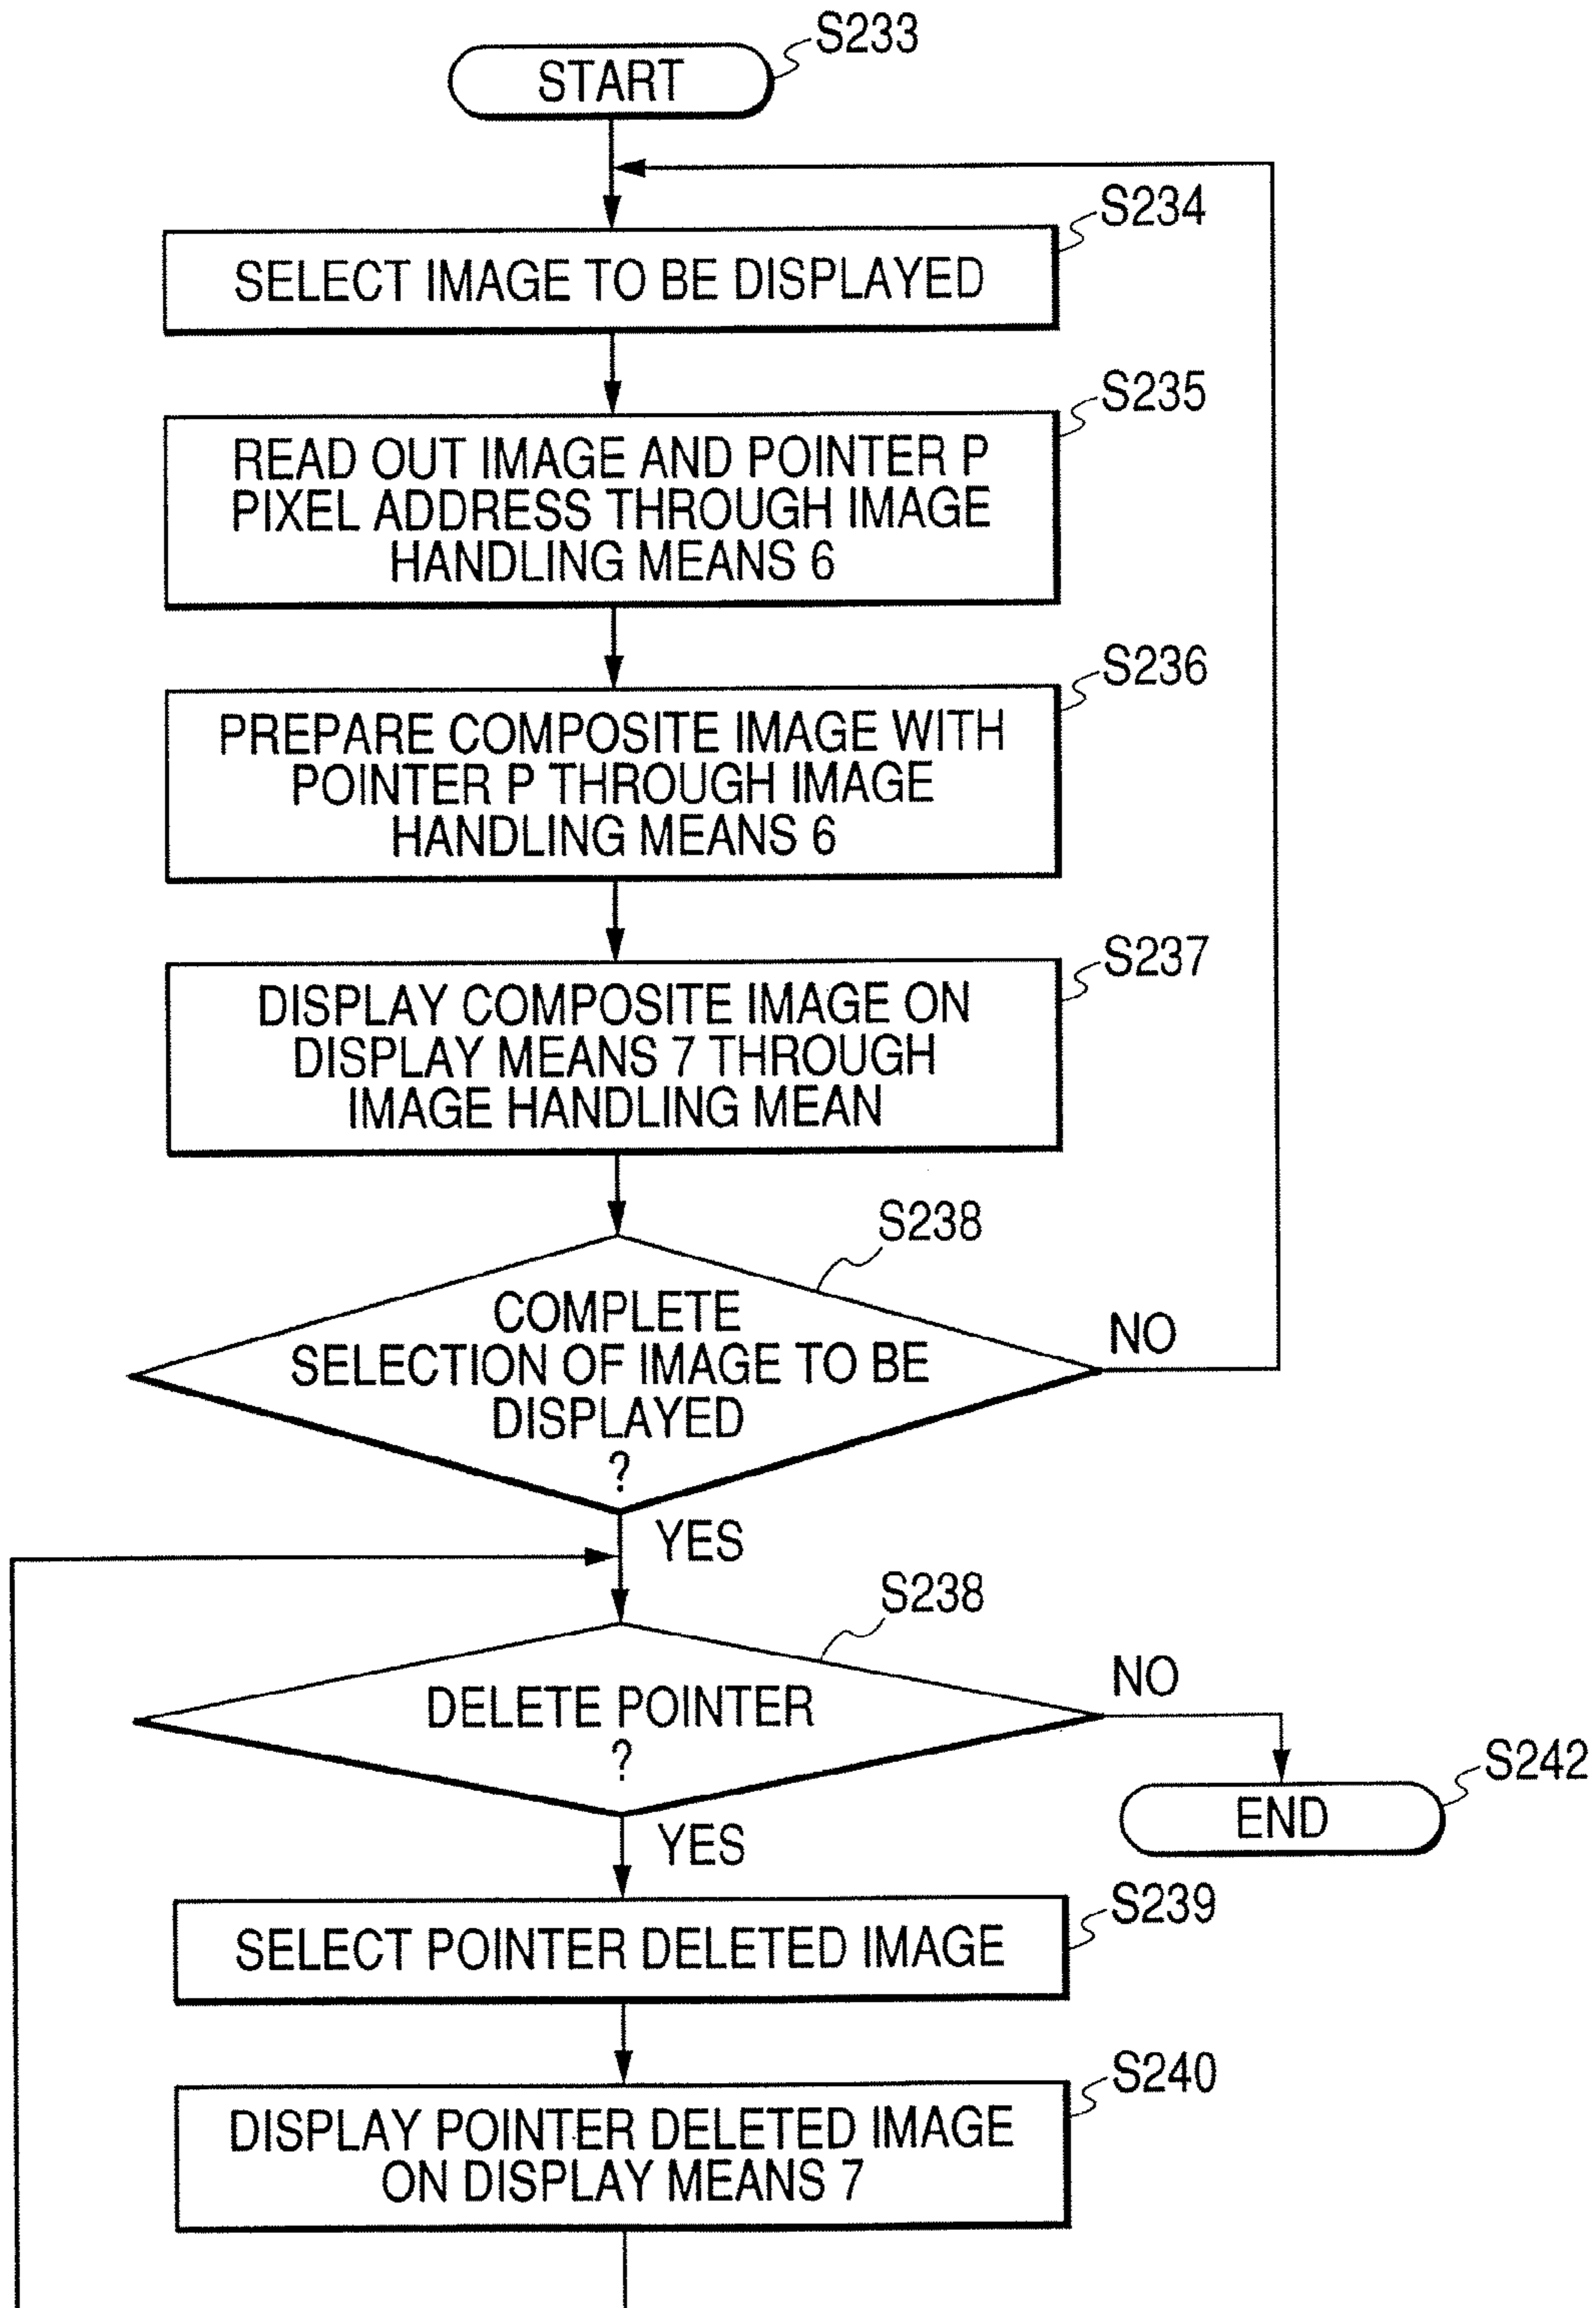 S233
START
S234
SELECT IMAGE TO BE DISPLAYED
S235
READ OUT IMAGE AND POINTER P
PIXEL ADDRESS THROUGH IMAGE
HANDLING MEANS 6
S236
PREPARE COMPOSITE IMAGE WITH
POINTER P THROUGH IMAGE
HANDLING MEANS 6
S237
DISPLAY COMPOSITE IMAGE ON
DISPLAY MEANS 7 THROUGH
IMAGE HANDLING MEAN
S238
COMPLETE
SELECTION OF IMAGE TO BE
DISPLAYED
?
NO
YES
S238
DELETE POINTER
?
NO
S242
END
YES
S239
SELECT POINTER DELETED IMAGE
S240
DISPLAY POINTER DELETED IMAGE
ON DISPLAY MEANS 7